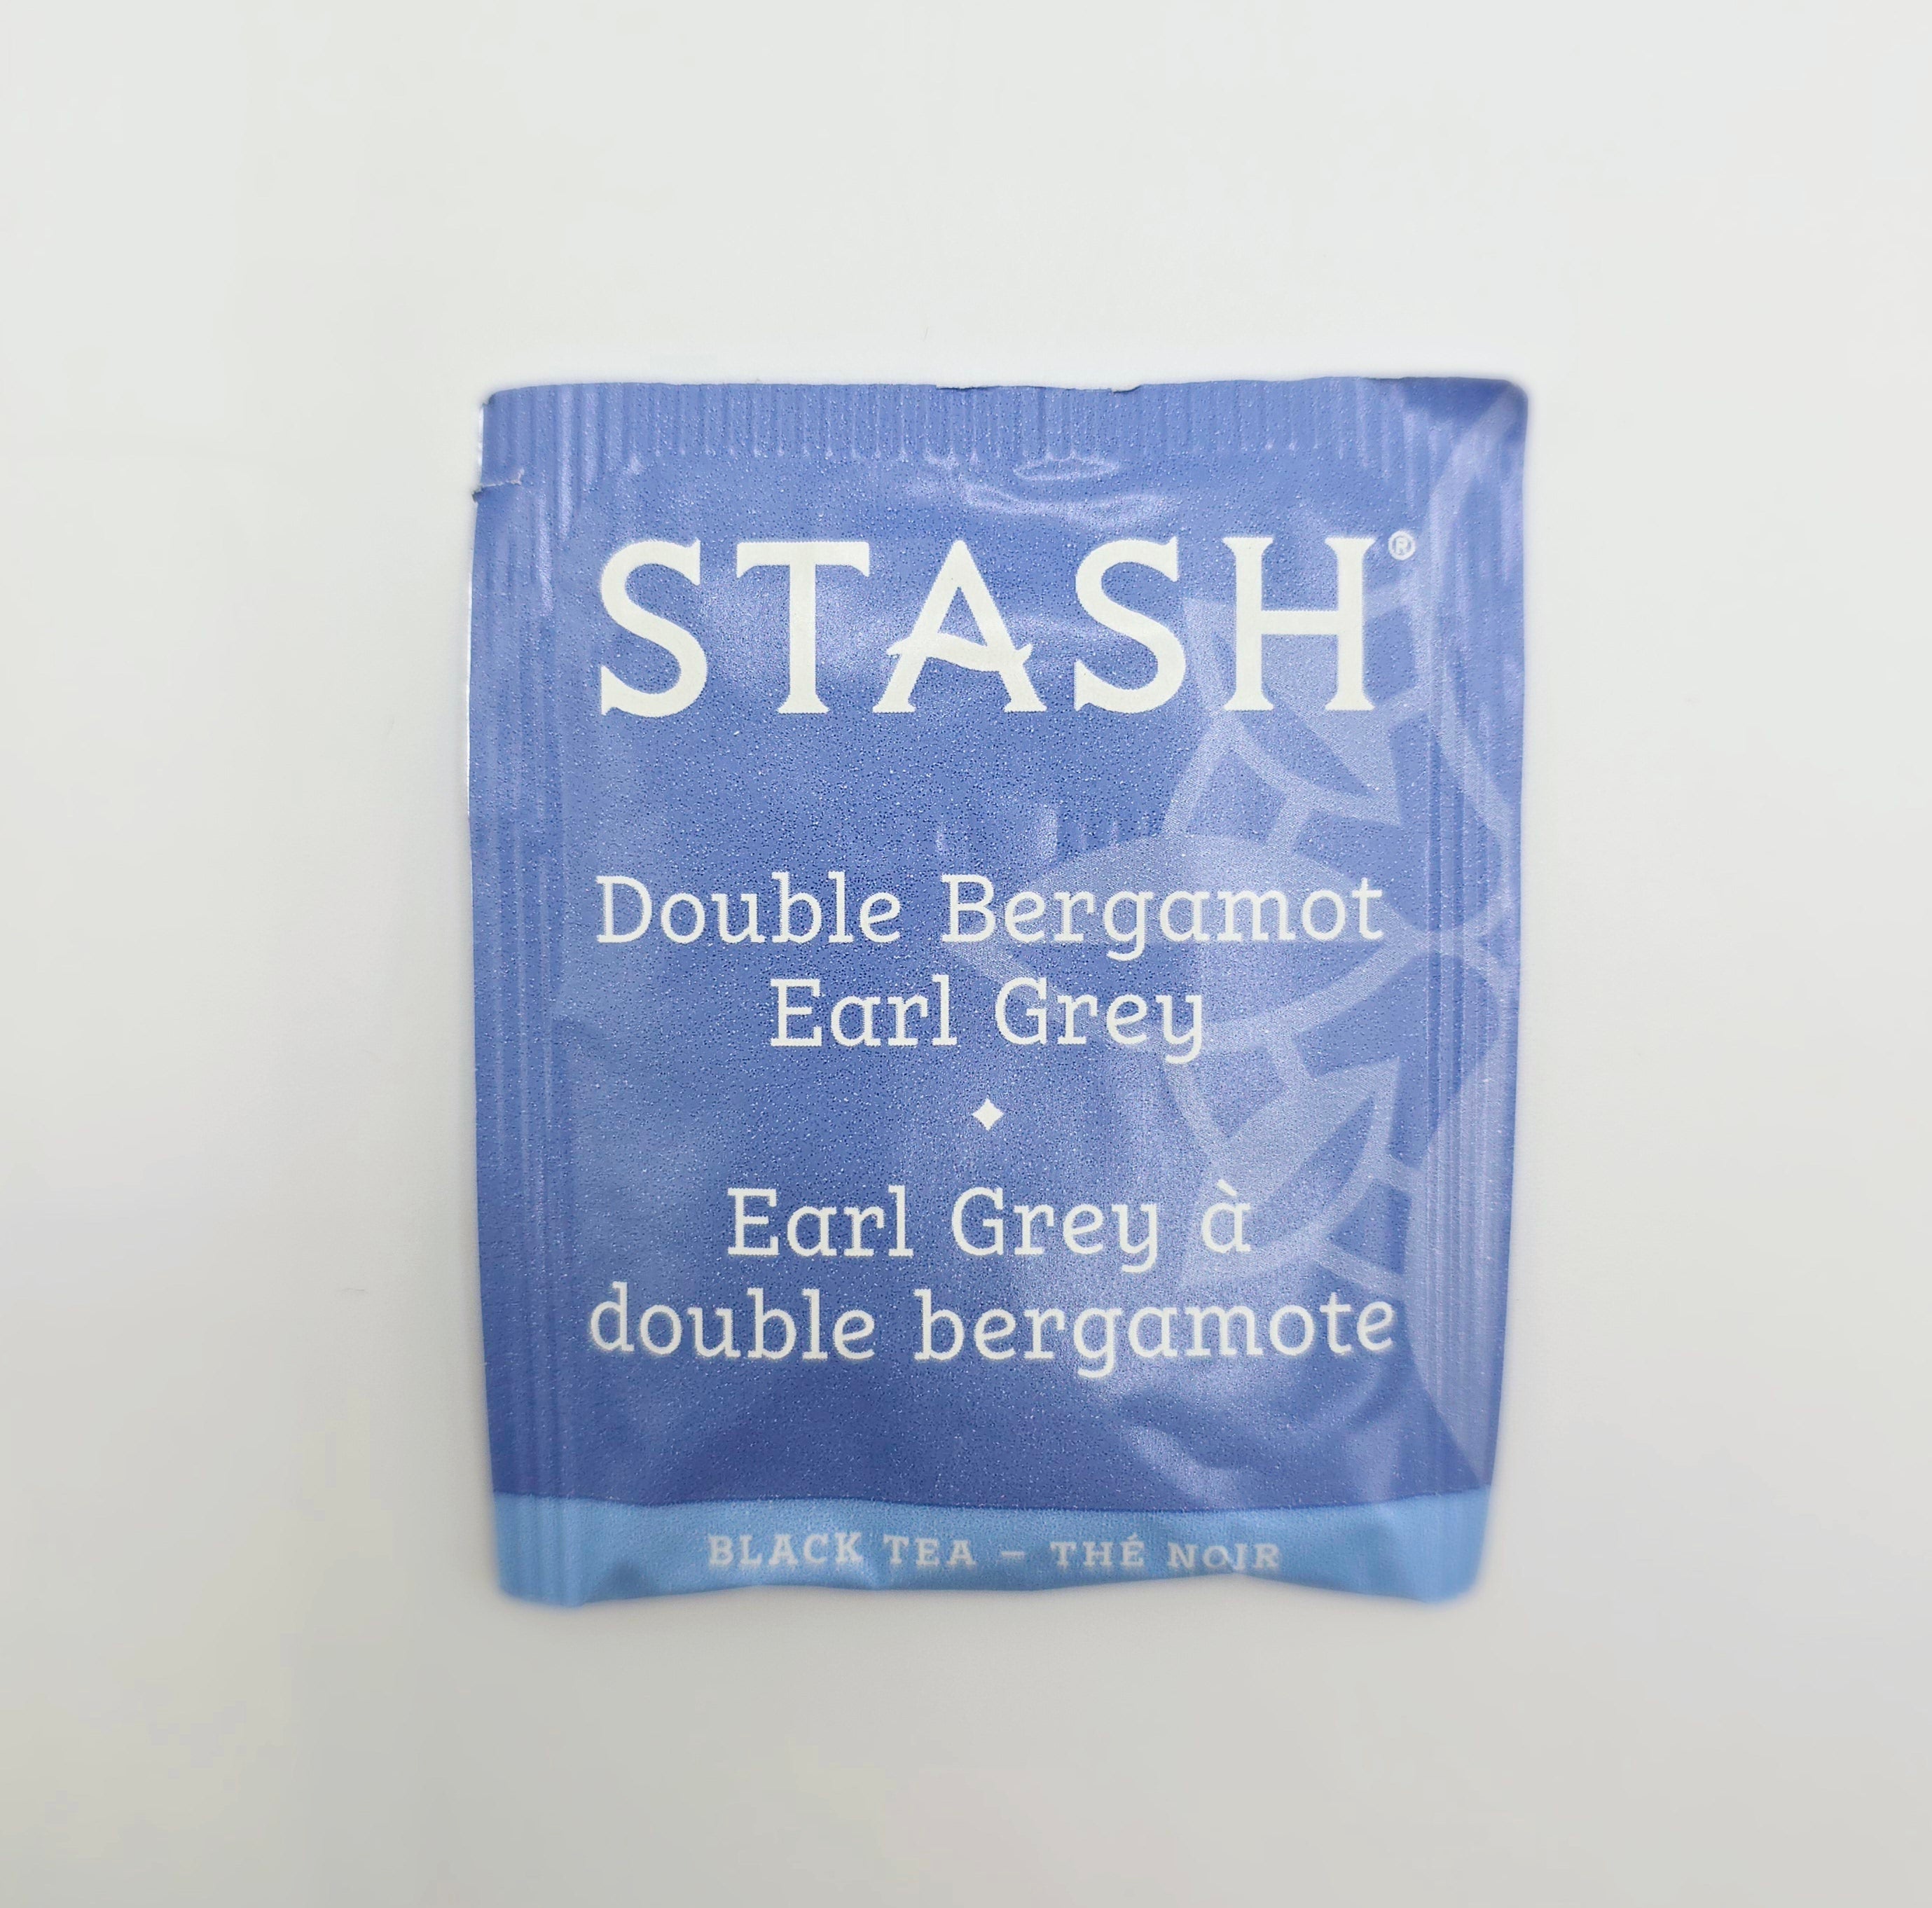 STASH®
Double Bergamot
Earl Grey
Earl Grey à
double bergamote
BLACK TEA – THÉ NOIR